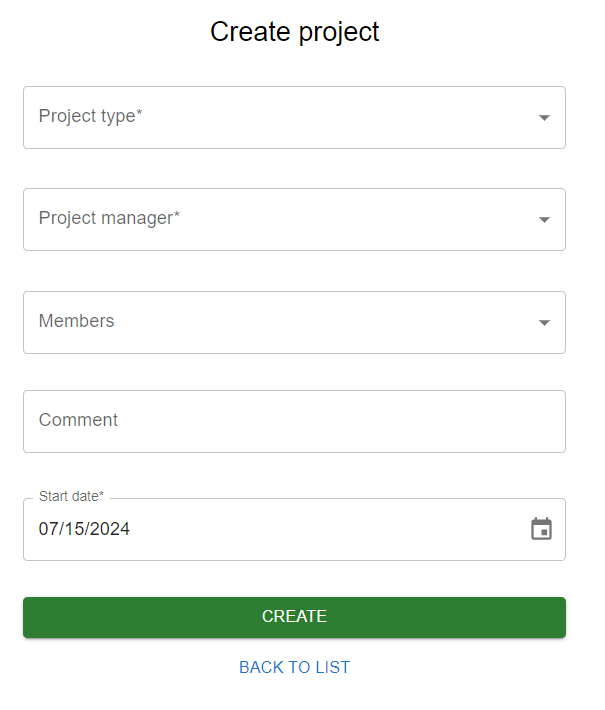 Create project
Project type*
Project manager*
Members
Comment
Start date*
07/15/2024
CREATE
BACK TO LIST